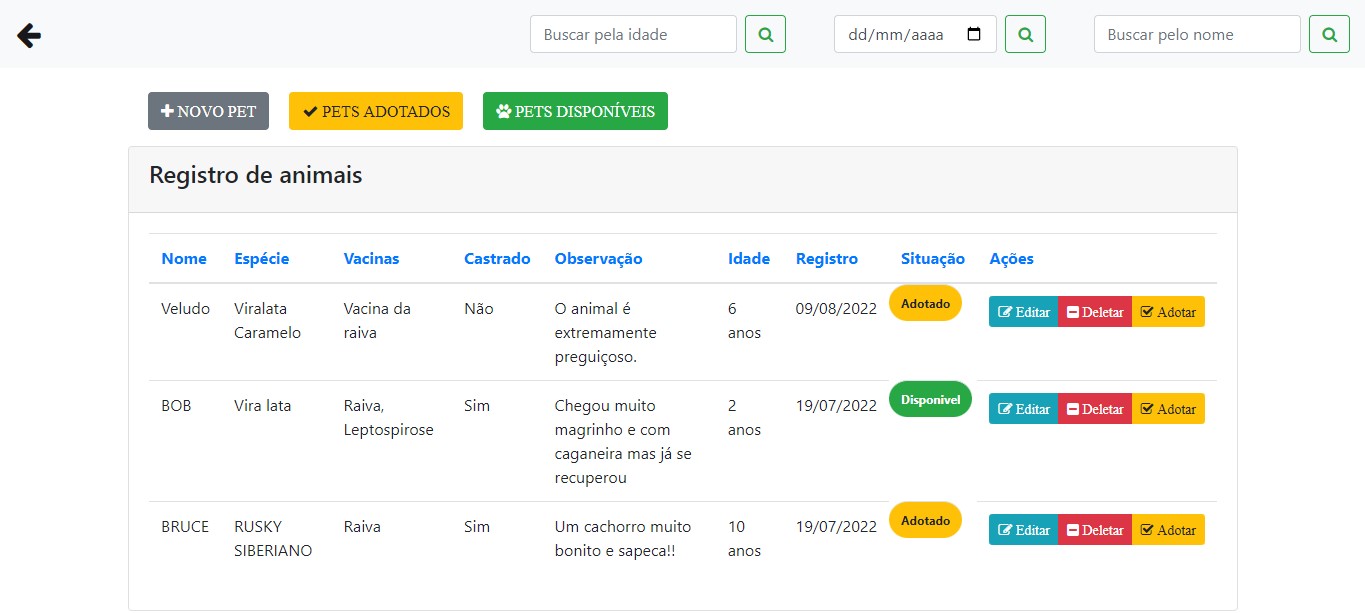 Buscar pela idade
dd/mm/aaaa
Buscar pelo nome
NOVO PET
PETS ADOTADOS
PETS DISPONÍVEIS
Registro de animais
Nome Espécie Vacinas Castrado Observação Idade Registro Situação Ações
Veludo Viralata Vacina da Não O animal é 6 09/08/2022 Adotado Editar Deletar Adotar
Caramelo raiva extremamente anos
preguiçoso.
BOB Vira lata Raiva, Sim Chegou muito 2 19/07/2022 Disponivel Editar Deletar Adotar
Leptospirose magrinho e com anos
caganeira mas já se
recuperou
BRUCE RUSKY Raiva Sim Um cachorro muito 10 19/07/2022 Adotado Editar Deletar Adotar
SIBERIANO bonito e sapeca!! anos